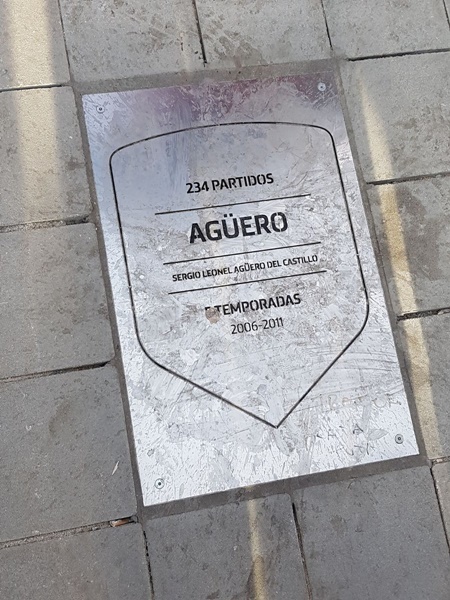 234 PARTIDOS
AGÜERO
SERGIO LEONEL AGÜERO DEL CASTILLO
TEMPORADAS
2006-2011